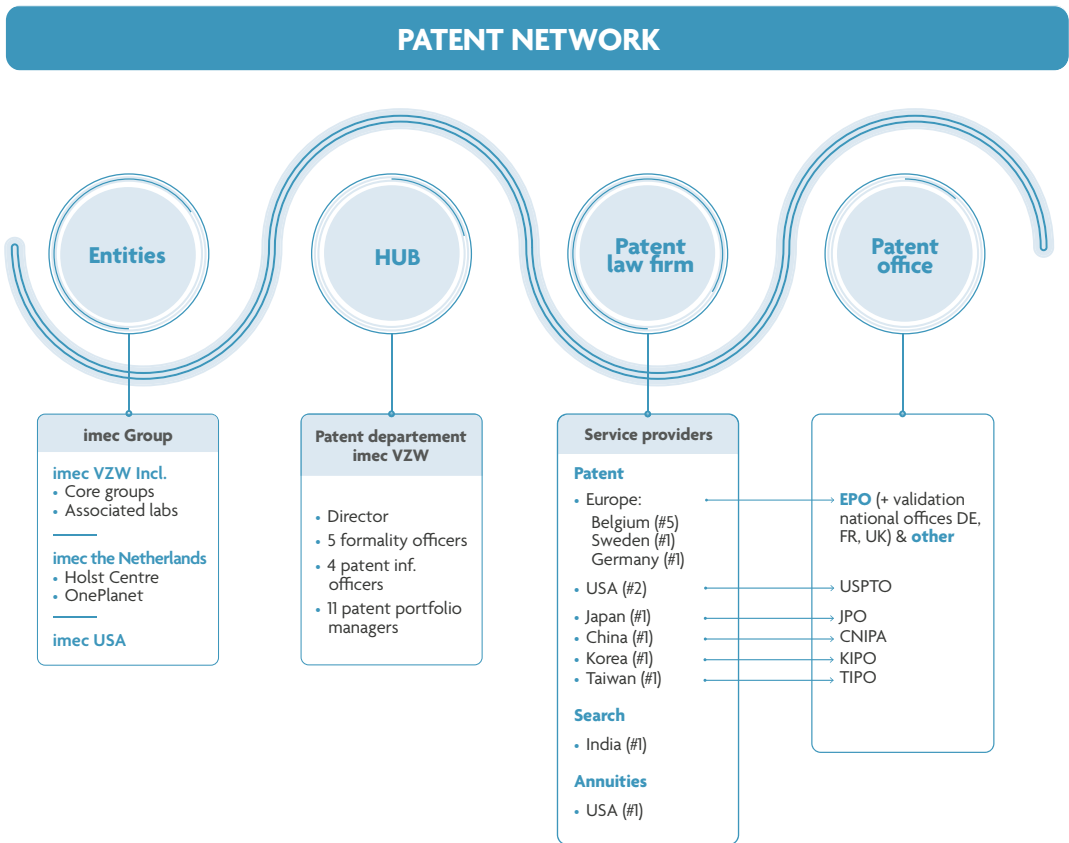 PATENT NETWORK
Entities
HUB
Patent
law firm
Patent
office
imec Group
imec VZW Incl.
• Core groups
• Associated labs
imec the Netherlands
• Holst Centre
• OnePlanet
imec USA
Patent departement
imec VZW
• Director
• 5 formality officers
• 4 patent inf.
officers
• 11 patent portfolio
managers
Service providers
Patent
• Europe:
Belgium (#5)
Sweden (#1)
Germany (#1)
• USA (#2)
• Japan (#1)
• China (#1)
• Korea (#1)
• Taiwan (#1)
Search
• India (#1)
Annuities
• USA (#1)
EPO (+ validation
national offices DE,
FR, UK) & other
USPTO
JPO
CNIPA
KIPO
TIPO